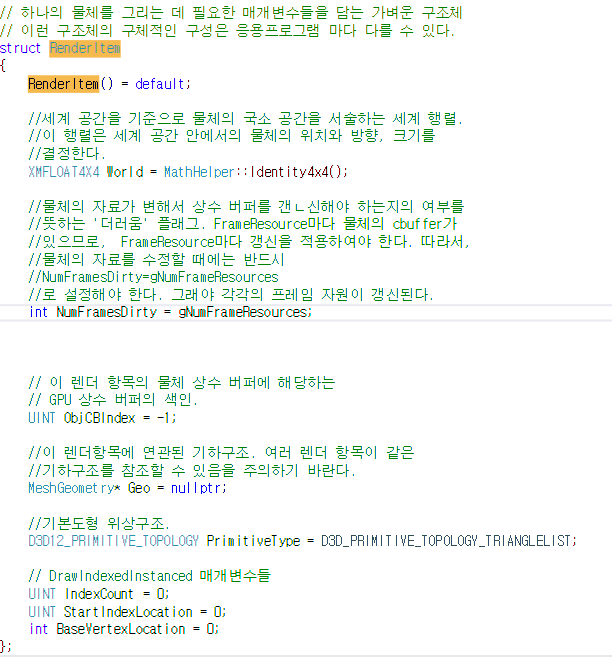 // 하나의 물체를 그리는 데 필요한 매개변수들을 담는 가벼운 구조체
// 이런 구조체의 구체적인 구성은 응용프로그램 마다 다를 수 있다.
struct RenderItem
{
RenderItem() = default;
//세계 공간을 기준으로 물체의 국소 공간을 서술하는 세계 행렬.
//이 행렬은 세계 공간 안에서의 물체의 위치와 방향, 크기를
//결정한다.
XMFLOAT4X4 World = MathHelper::Identity4x4();
//물체의 자료가 변해서 상수 버퍼를 갠ㄴ신해야 하는지의 여부를
//뜻하는 '더러움' 플래그. FrameResource마다 물체의 cbuffer가
//있으므로, FrameResource마다 갱신을 적용하여야 한다. 따라서,
//물체의 자료를 수정할 때에는 반드시
//NumFramesDirty=gNumFrameResources
//로 설정해야 한다. 그래야 각각의 프레임 자원이 갱신된다.
int NumFramesDirty = gNumFrameResources;
// 이 렌더 항목의 물체 상수 버퍼에 해당하는
// GPU 상수 버퍼의 색인.
UINT ObjCBIndex = -1;
//이 렌더항목에 연관된 기하구조. 여러 렌더 항목이 같은
//기하구조를 참조할 수 있음을 주의하기 바란다.
MeshGeometry* Geo = nullptr;
//기본도형 위상구조.
D3D12_PRIMITIVE_TOPOLOGY PrimitiveType = D3D_PRIMITIVE_TOPOLOGY_TRIANGLELIST;
// DrawIndexedInstanced 매개변수들
UINT IndexCount = 0;
UINT StartIndexLocation = 0;
int BaseVertexLocation = 0;
};